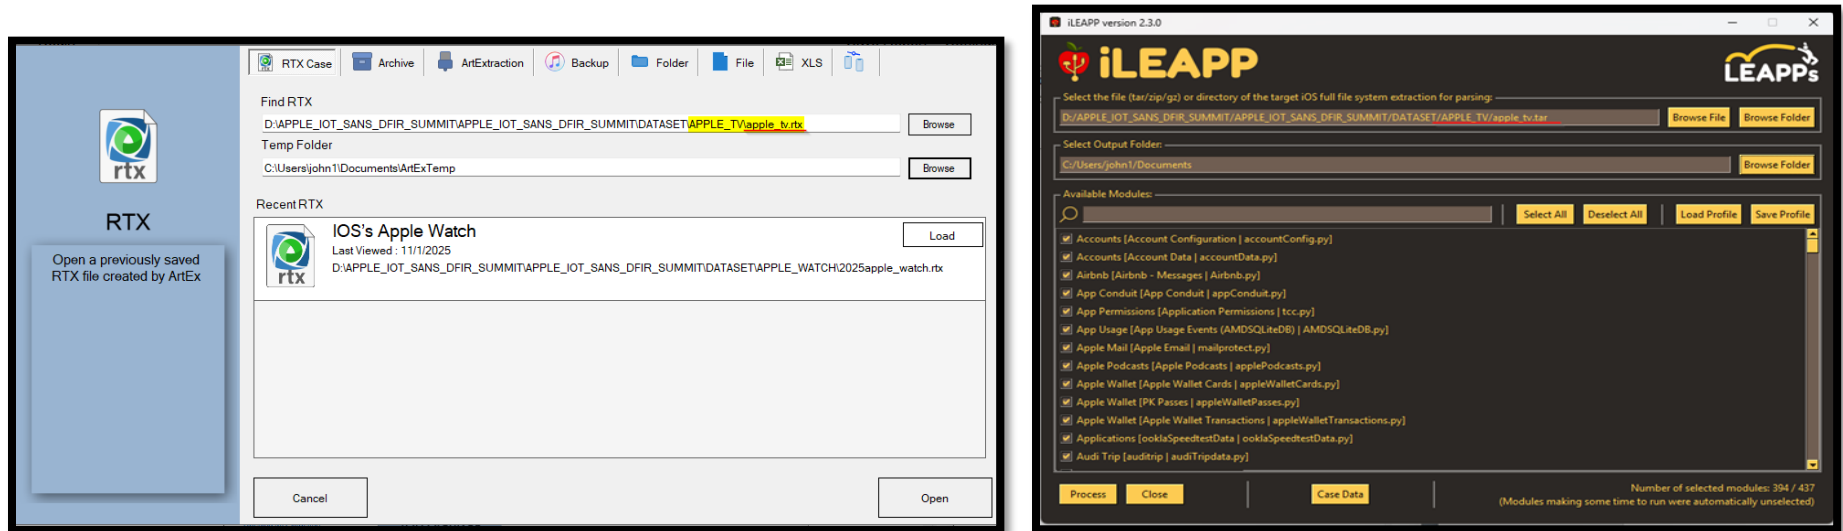 RTX Case
Archive
ArtExtraction
Backup
Folder
File
XLS
Find RTX
D:\APPLE_IOT_SANS_DFIR_SUMMIT\APPLE_IOT_SANS_DFIR_SUMMIT\DATASET\APPLE_TV\apple_tv.rtx
Browse
Temp Folder
C:\Users\john1\Documents\ArtExTemp
Browse
rtx
RTX
Open a previously saved
RTX file created by ArtEx
Recent RTX
rtx
IOS's Apple Watch
Last Viewed : 11/1/2025
D:\APPLE_IOT_SANS_DFIR_SUMMIT\APPLE_IOT_SANS_DFIR_SUMMIT\DATASET\APPLE_WATCH\2025apple_watch.rtx
Load
Cancel
Open
iLEAPP version 2.3.0
iLEAPP
LEAPPs
Select the file (tar/zip/gz) or directory of the target iOS full file system extraction for parsing:
D:/APPLE_IOT_SANS_DFIR_SUMMIT/APPLE_IOT_SANS_DFIR_SUMMIT/DATASET/APPLE_TV/apple_tv.tar
Browse File
Browse Folder
Select Output Folder:
C:/Users/john1/Documents
Browse Folder
Available Modules:
Select All
Deselect All
Load Profile
Save Profile
Accounts [Account Configuration | accountConfig.py]
Accounts [Account Data | accountData.py]
Airbnb [Airbnb - Messages | Airbnb.py]
App Conduit [App Conduit | appConduit.py]
App Permissions [Application Permissions | tcc.py]
App Usage [App Usage Events (AMDSQLiteDB) | AMDSQLiteDB.py]
Apple Mail [Apple Email | mailprotect.py]
Apple Podcasts [Apple Podcasts | applePodcasts.py]
Apple Wallet [Apple Wallet Cards | appleWalletCards.py]
Apple Wallet [PK Passes | appleWalletPasses.py]
Apple Wallet [Apple Wallet Transactions | appleWalletTransactions.py]
Applications [ooklaSpeedtestData | ooklaSpeedtestData.py]
Audi Trip [auditrip | audiTripdata.py]
Process
Close
Case Data
Number of selected modules: 394 / 437
(Modules making some time to run were automatically unselected)